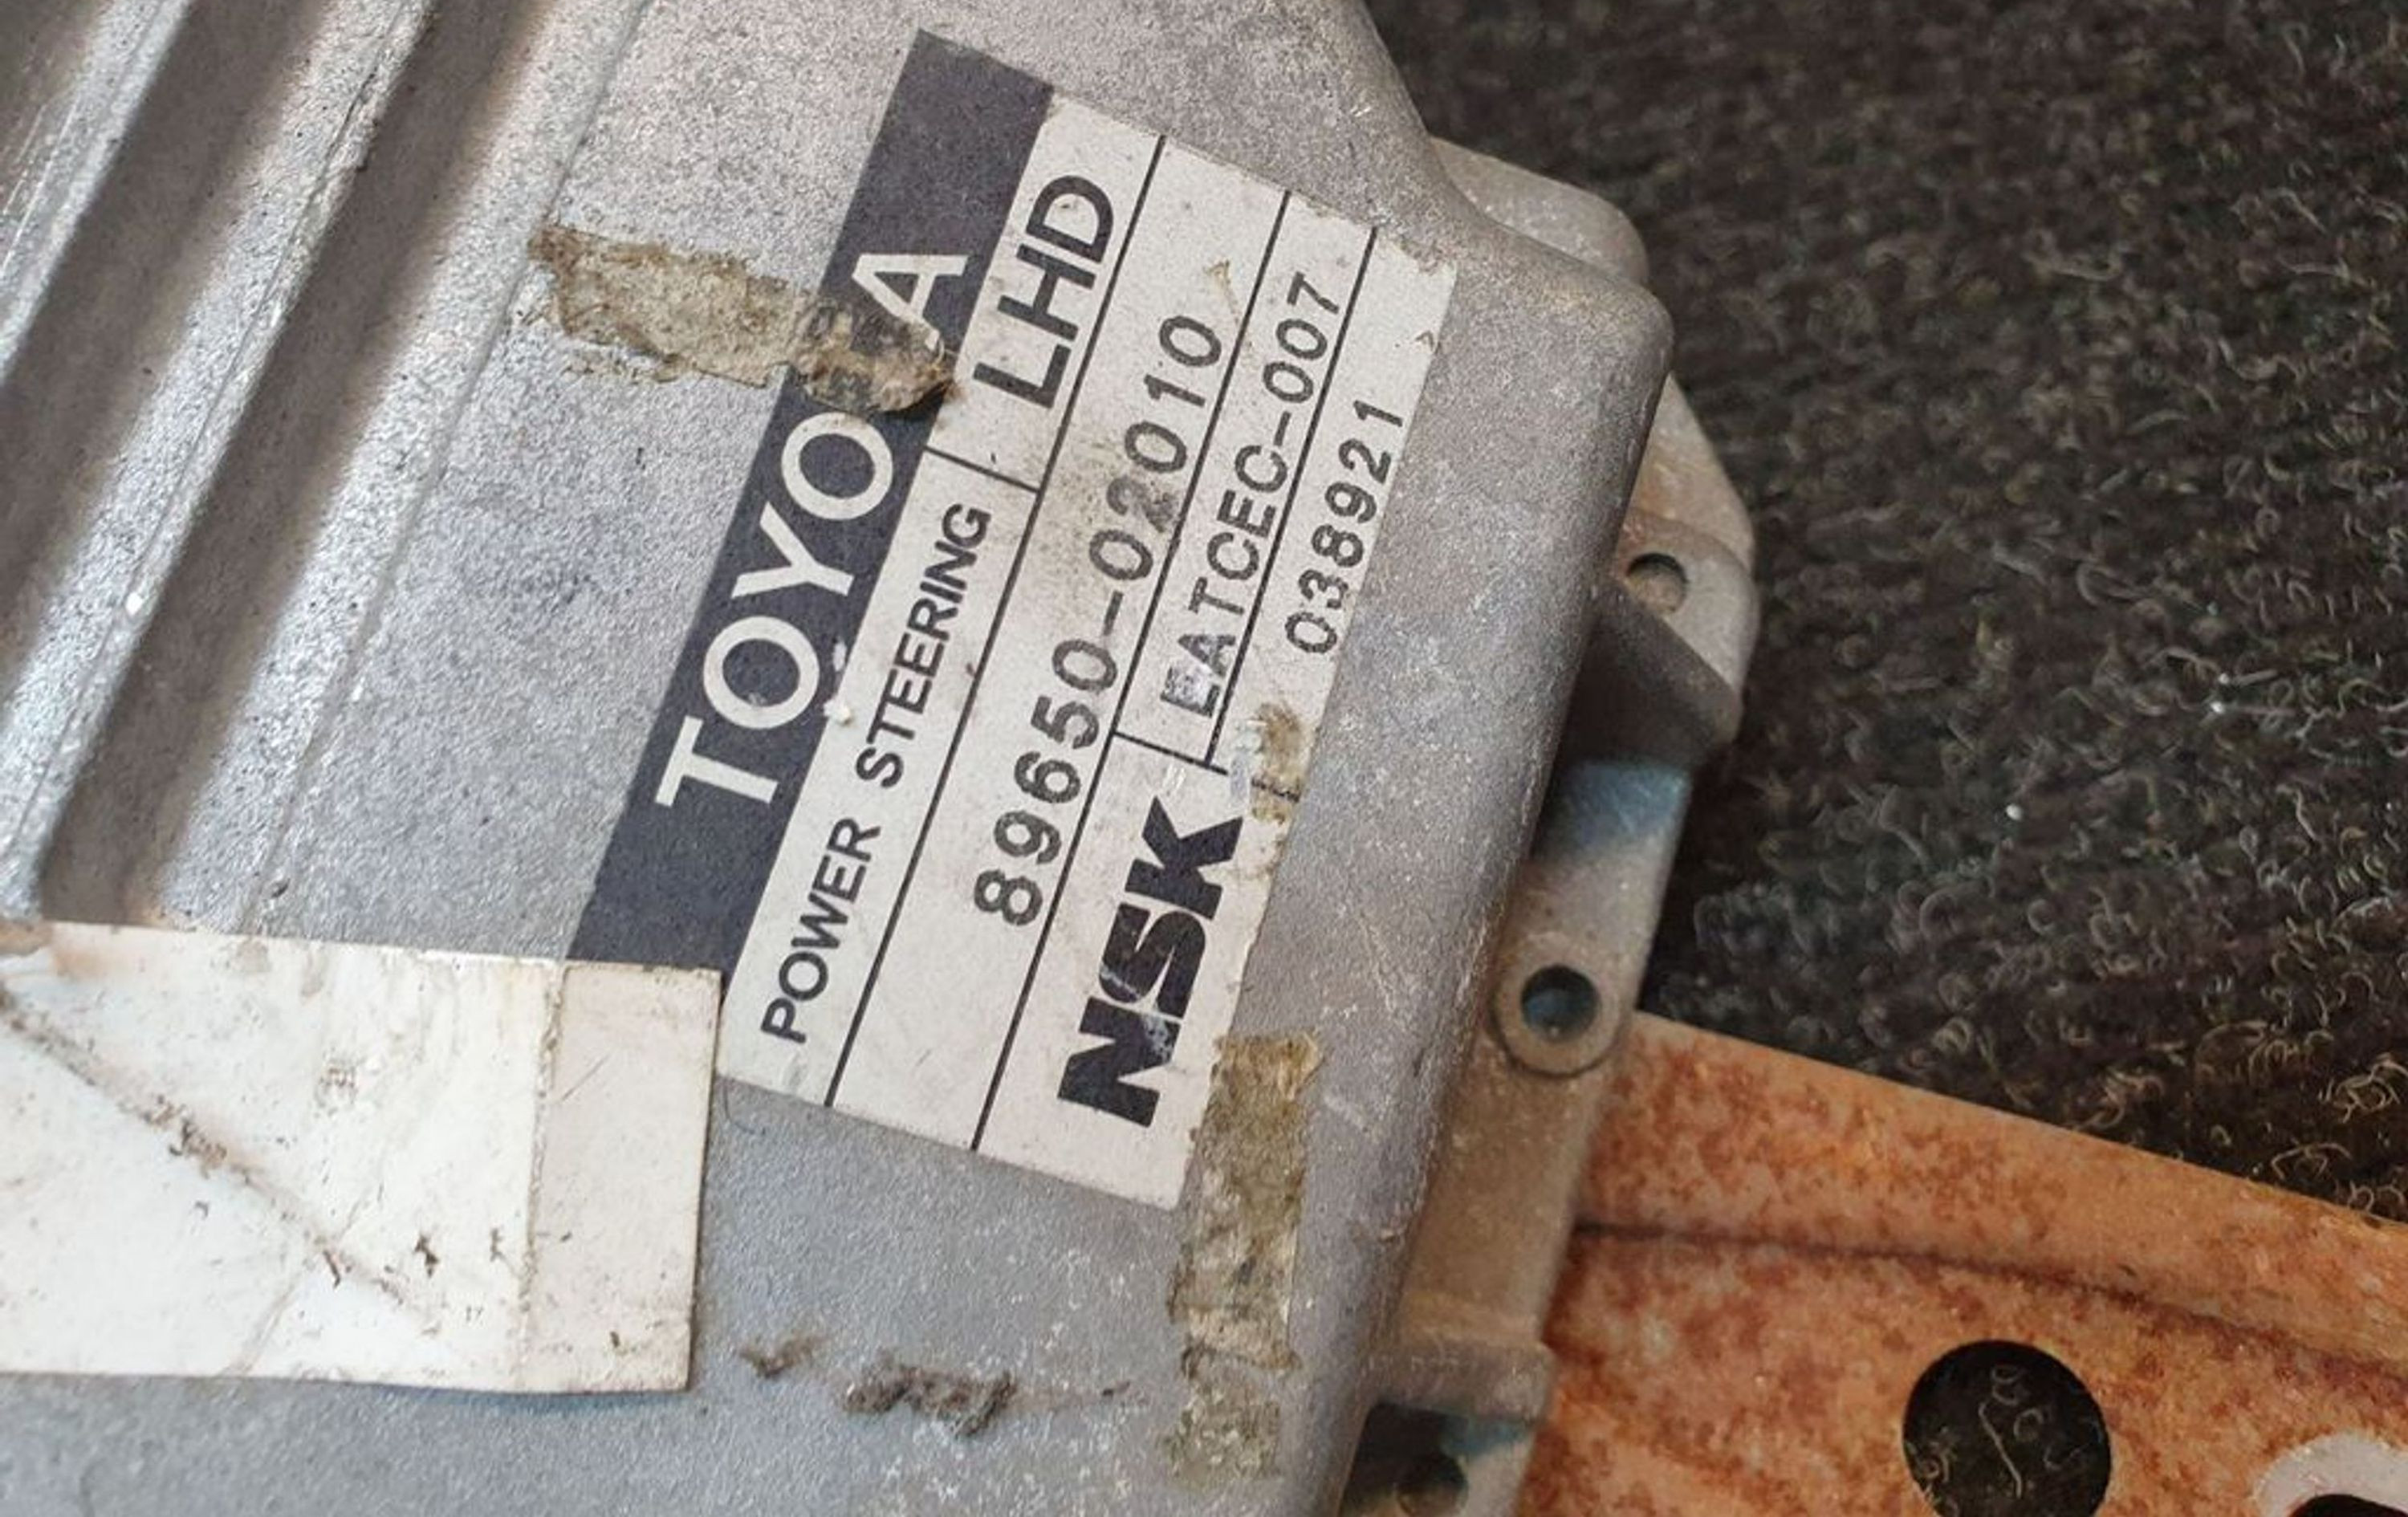 TOYOTA
POWER STEERING LHD
89650-02010
NSK EATCEC-007
038921